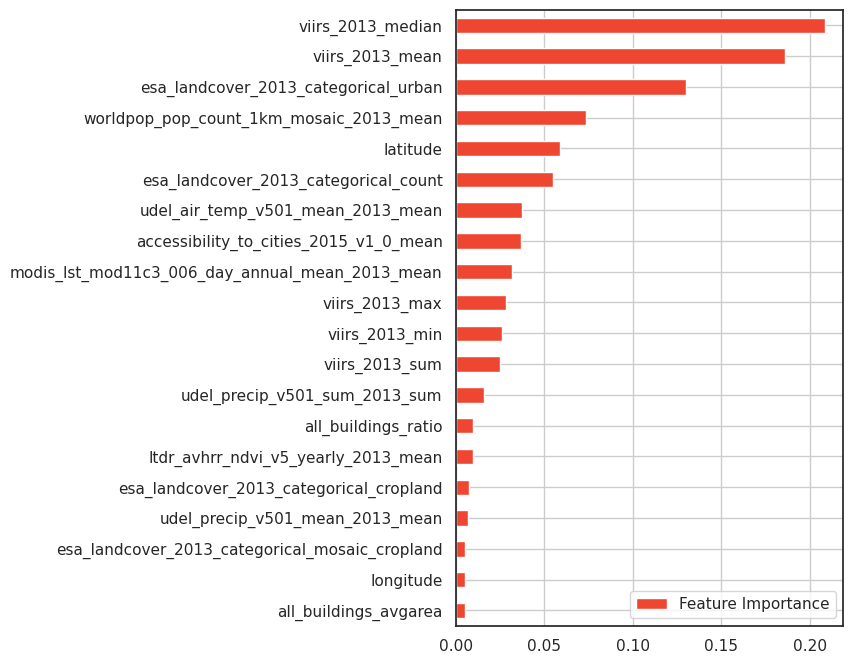 viirs_2013_median
viirs_2013_mean
esa_landcover_2013_categorical_urban
worldpop_pop_count_1km_mosaic_2013_mean
latitude
esa_landcover_2013_categorical_count
udel_air_temp_v501_mean_2013_mean
accessibility_to_cities_2015_v1_0_mean
modis_lst_mod11c3_006_day_annual_mean_2013_mean
viirs_2013_max
viirs_2013_min
viirs_2013_sum
udel_precip_v501_sum_2013_sum
all_buildings_ratio
ltdr_avhrr_ndvi_v5_yearly_2013_mean
esa_landcover_2013_categorical_cropland
udel_precip_v501_mean_2013_mean
esa_landcover_2013_categorical_mosaic_cropland
longitude
all_buildings_avgarea
Feature Importance
0.00 0.05 0.10 0.15 0.20